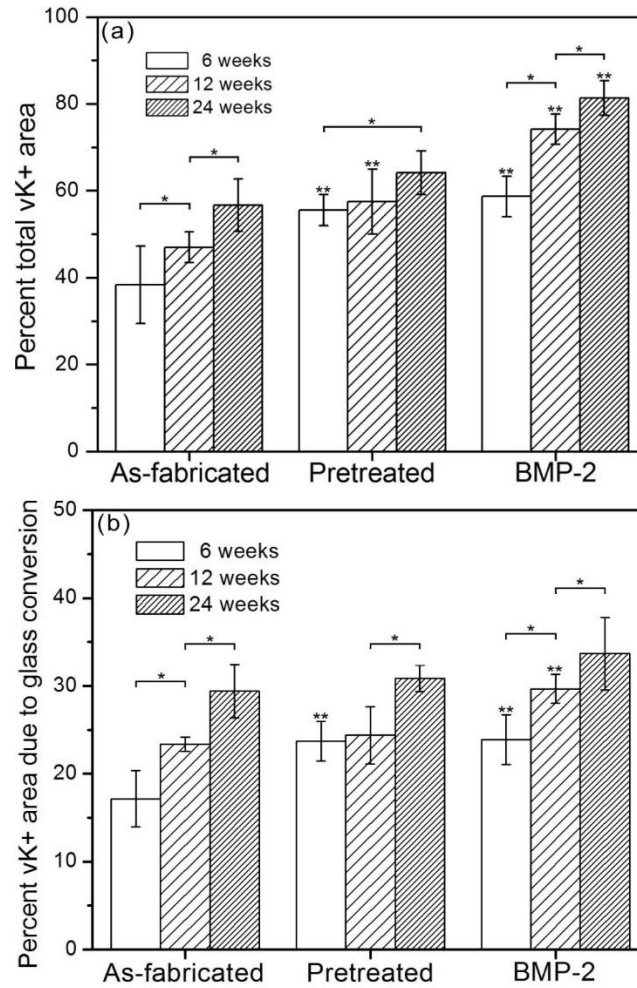 (a)
Percent total vK+ area
100
80
60
40
20
0
6 weeks
12 weeks
24 weeks
*
*
*
*
*
**
**
**
**
**
As-fabricated
Pretreated
BMP-2
(b)
Percent vK+ area due to glass conversion
50
40
30
20
10
0
6 weeks
12 weeks
24 weeks
*
*
*
*
*
**
**
**
As-fabricated
Pretreated
BMP-2